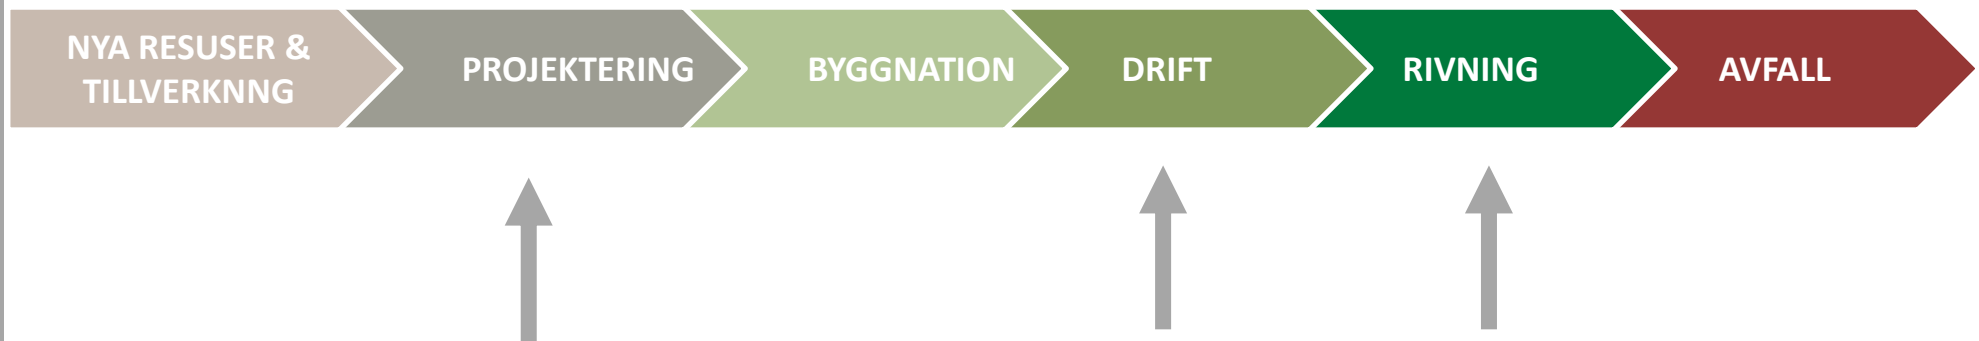 NYA RESUSER &
TILLVERKNNG
PROJEKTERING
BYGGNATION
DRIFT
RIVNING
AVFALL